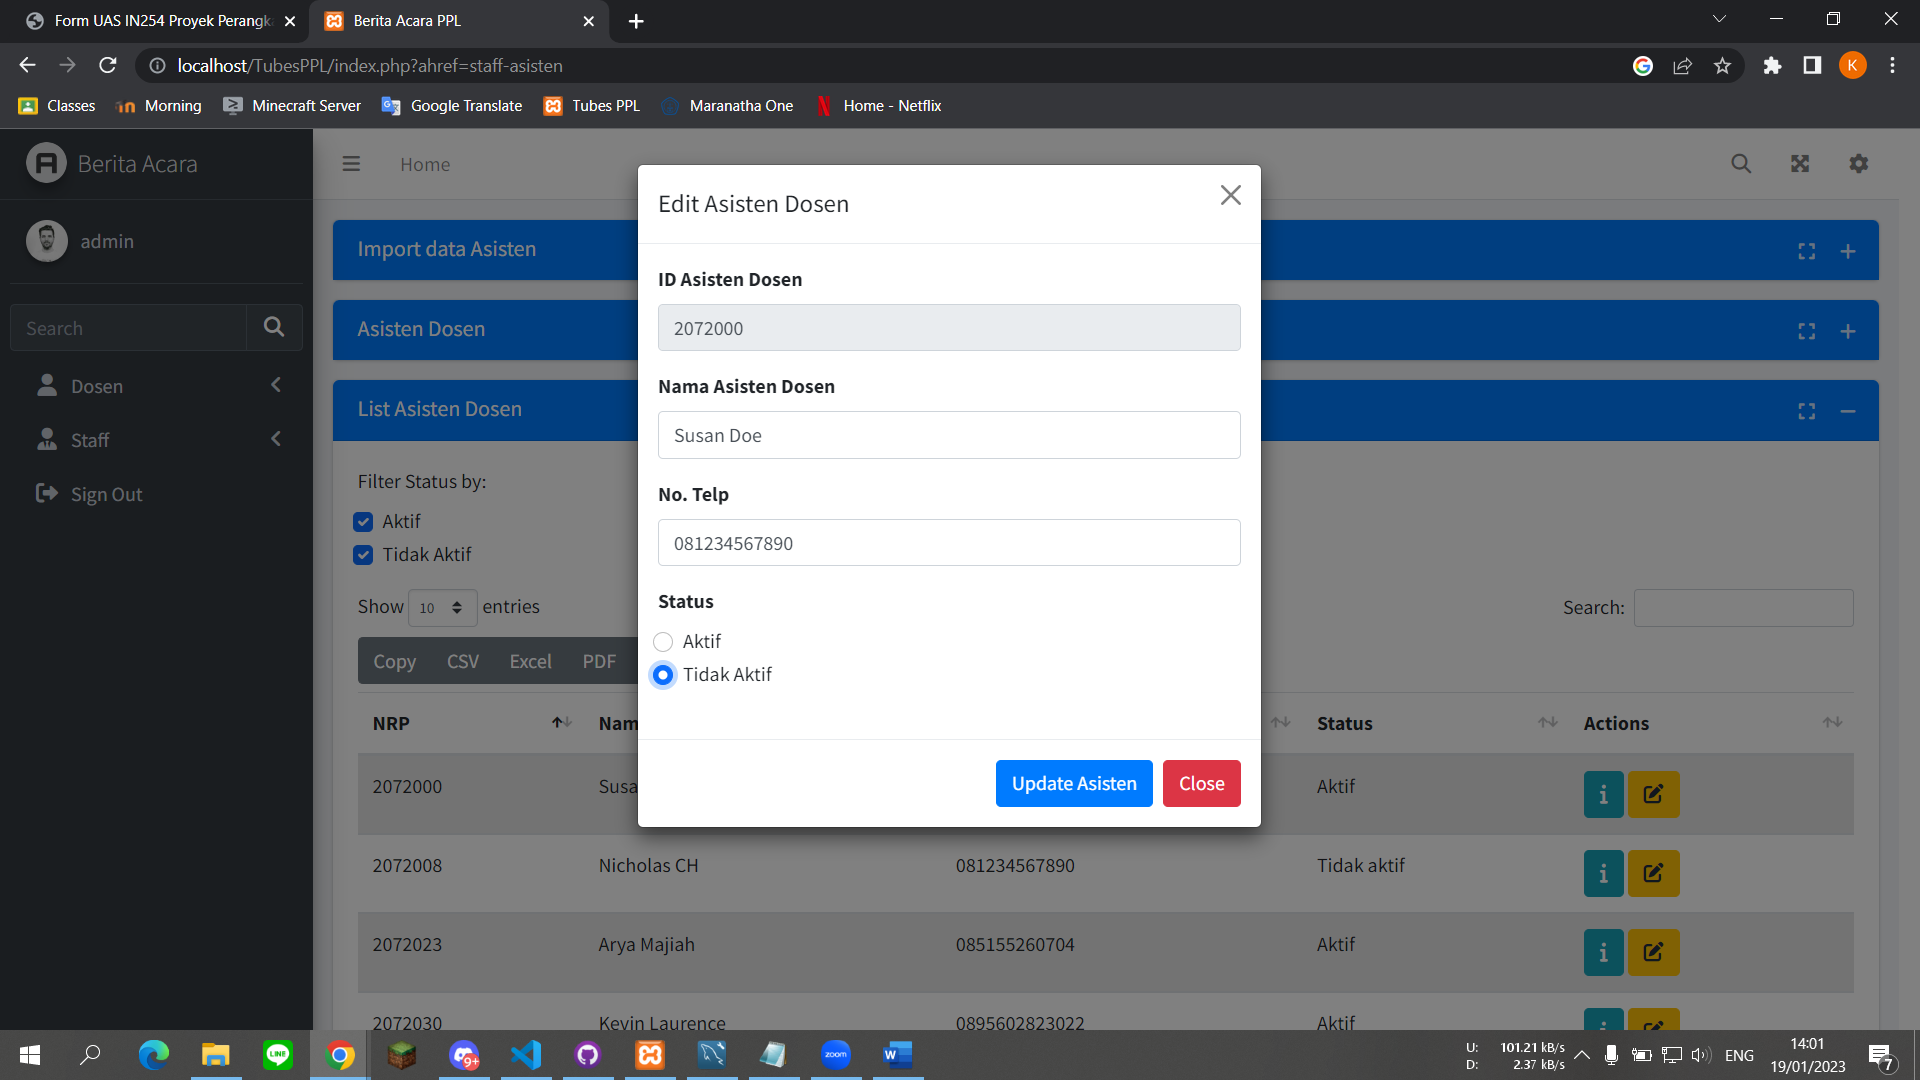 Form UAS IN254 Proyek Perangka
Berita Acara PPL
localhost/TubesPPL/index.php?ahref=staff-asisten
K
Classes
Morning
Minecraft Server
Google Translate
Tubes PPL
Maranatha One
Home - Netflix
Berita Acara
Home
admin
Search
Dosen
Staff
Sign Out
Import data Asisten
Asisten Dosen
List Asisten Dosen
Filter Status by:
Aktif
Tidak Aktif
Show 10 entries
Search:
Copy CSV Excel PDF
NRP Nam Status Actions
2072000 Susa Aktif
2072008 Nicholas CH 081234567890 Tidak aktif
2072023 Arya Majiah 085155260704 Aktif
2072030 Kevin Laurence 0895602823022 Aktif
Edit Asisten Dosen
ID Asisten Dosen
2072000
Nama Asisten Dosen
Susan Doe
No. Telp
081234567890
Status
Aktif
Tidak Aktif
Update Asisten
Close
LINE
9+
zoom
W
U: 101.21 kB/s
D: 2.37 kB/s
ENG
14:01
19/01/2023
7